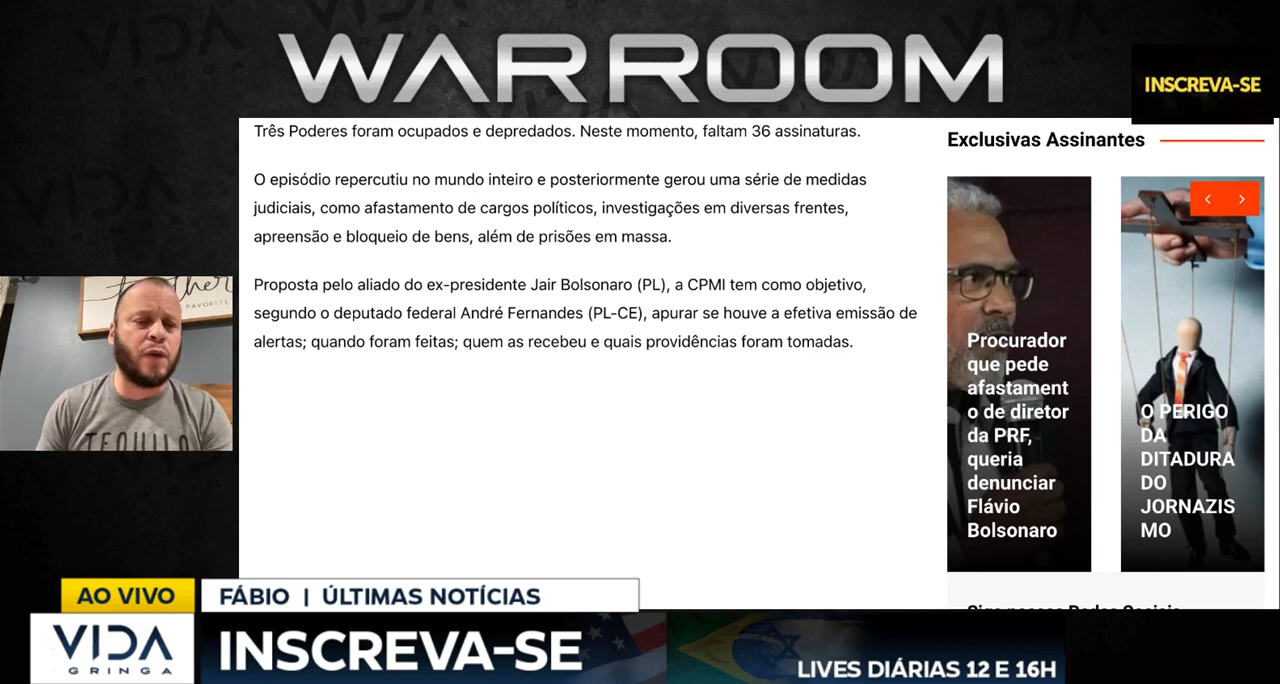 WARROOM
INSCREVA-SE
Três Poderes foram ocupados e depredados. Neste momento, faltam 36 assinaturas.
O episódio repercutiu no mundo inteiro e posteriormente gerou uma série de medidas
judiciais, como afastamento de cargos políticos, investigações em diversas frentes,
apreensão e bloqueio de bens, além de prisões em massa.
Proposta pelo aliado do ex-presidente Jair Bolsonaro (PL), a CPMI tem como objetivo,
segundo o deputado federal André Fernandes (PL-CE), apurar se houve a efetiva emissão de
alertas; quando foram feitas; quem as recebeu e quais providências foram tomadas.
Exclusivas Assinantes
Procurador
que pede
afastament
o de diretor
da PRF,
queria
denunciar
Flávio
Bolsonaro
O PERIGO
DA
DITADURA
DO
JORNAZIS
MO
FAVORITE
TEQUILA
AO VIVO
FÁBIO | ÚLTIMAS NOTÍCIAS
VIDA
GRINGA
INSCREVA-SE
LIVES DIÁRIAS 12 E 16H